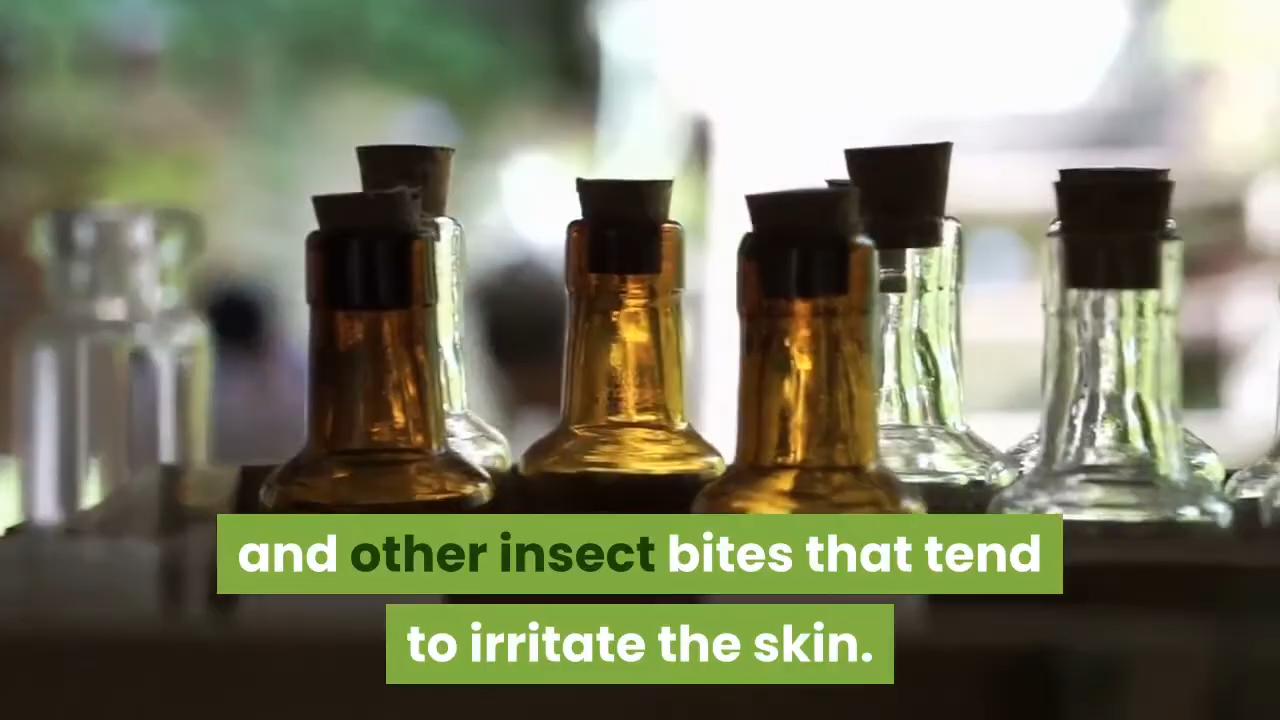 and other insect bites that tend
to irritate the skin.